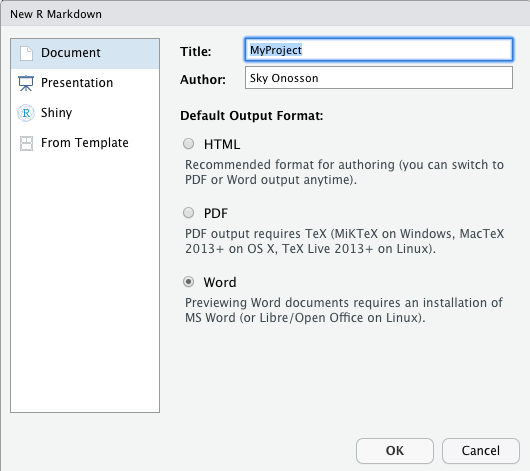 New R Markdown
Document
Presentation
Shiny
From Template
Title: MyProject
Author: Sky Onosson
Default Output Format:
HTML
Recommended format for authoring (you can switch to
PDF or Word output anytime).
PDF
PDF output requires TeX (MiKTeX on Windows, MacTeX
2013+ on OS X, TeX Live 2013+ on Linux).
Word
Previewing Word documents requires an installation of
MS Word (or Libre/Open Office on Linux).
OK Cancel